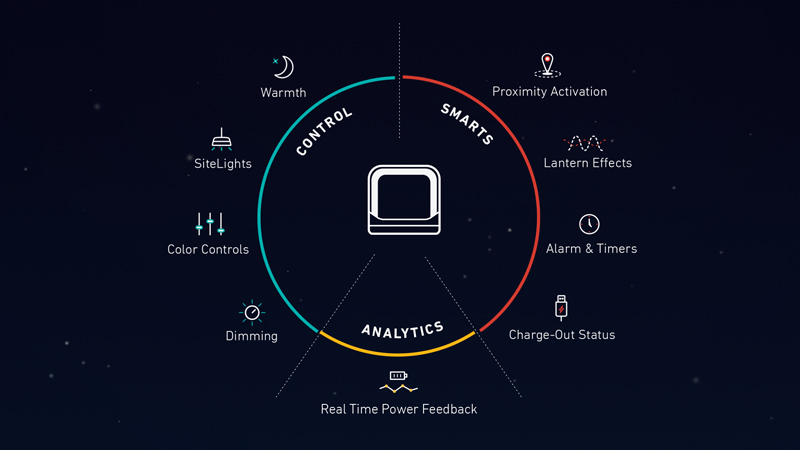 CONTROL
Warmth
SiteLights
Color Controls
Dimming
SMARTS
Proximity Activation
Lantern Effects
Alarm & Timers
Charge-Out Status
ANALYTICS
Real Time Power Feedback